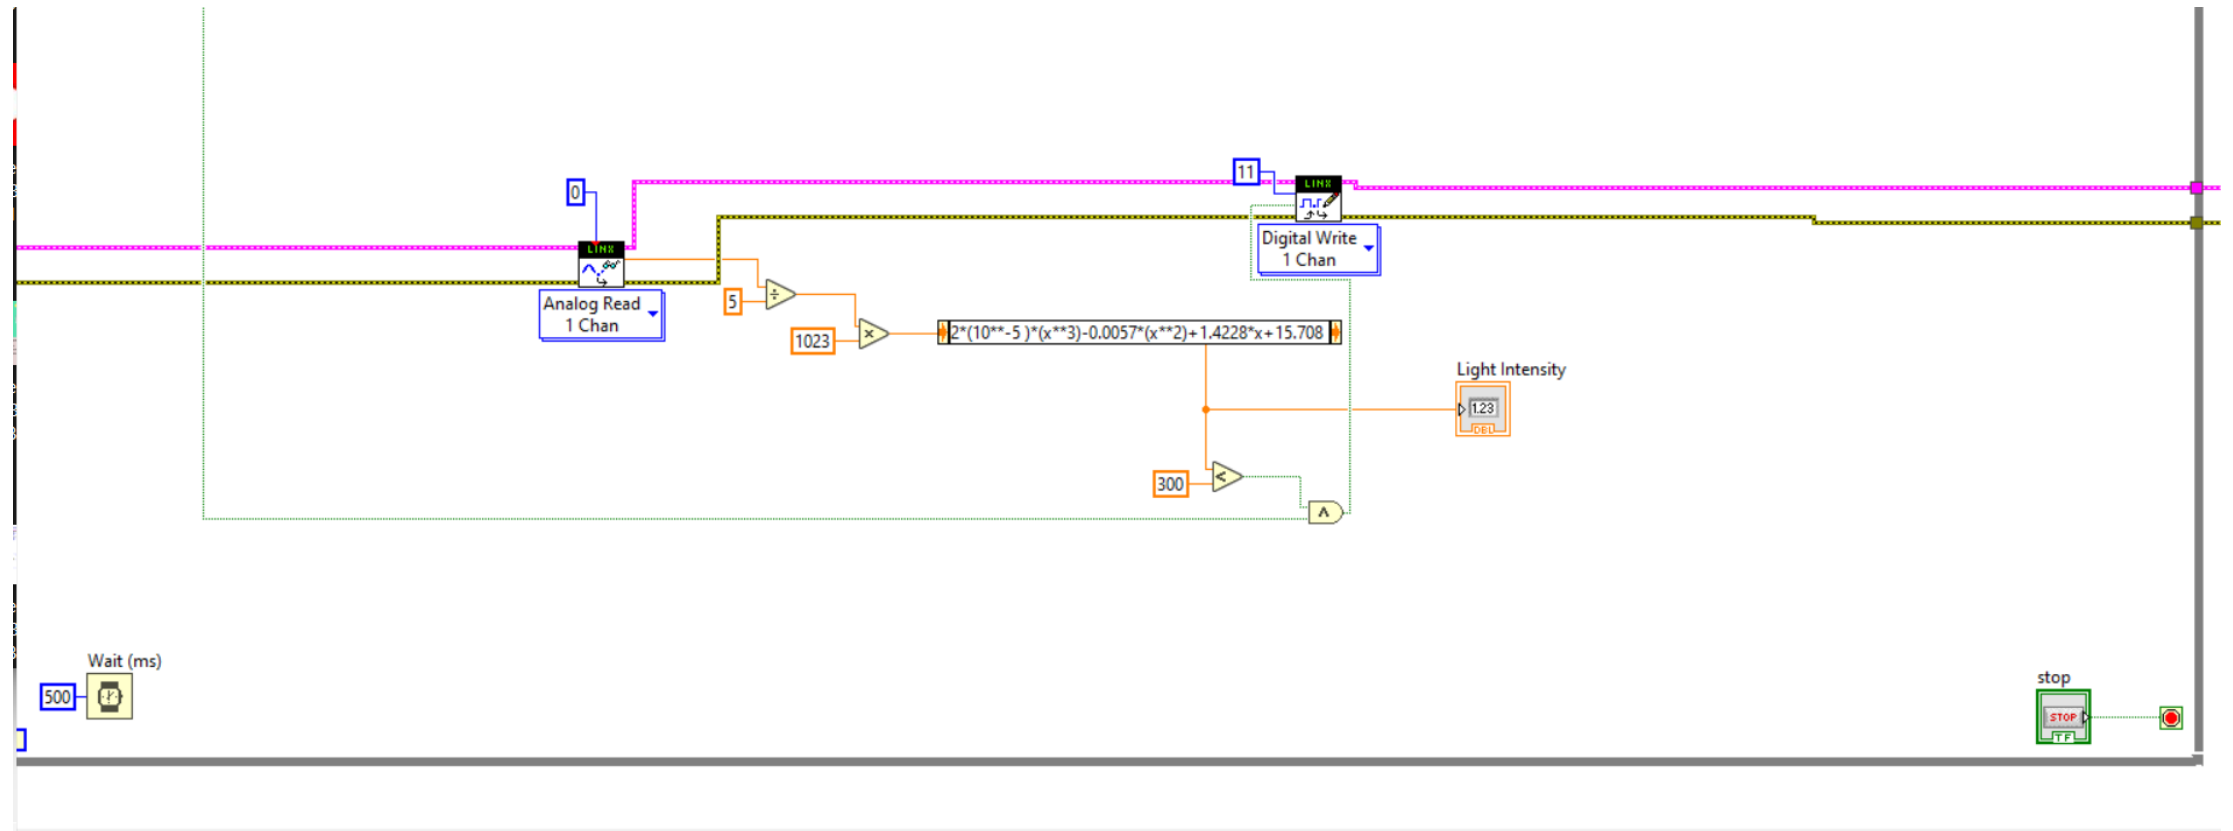 11
LINX
0
Digital Write
1 Chan
LINX
5
÷
Analog Read
1 Chan
1023
×
2*(10**-5 )*(x**3)-0.0057*(x**2)+1.4228*x+15.708
Light Intensity
1.23
DBL
300
<
∧
Wait (ms)
500
stop
STOP
TF